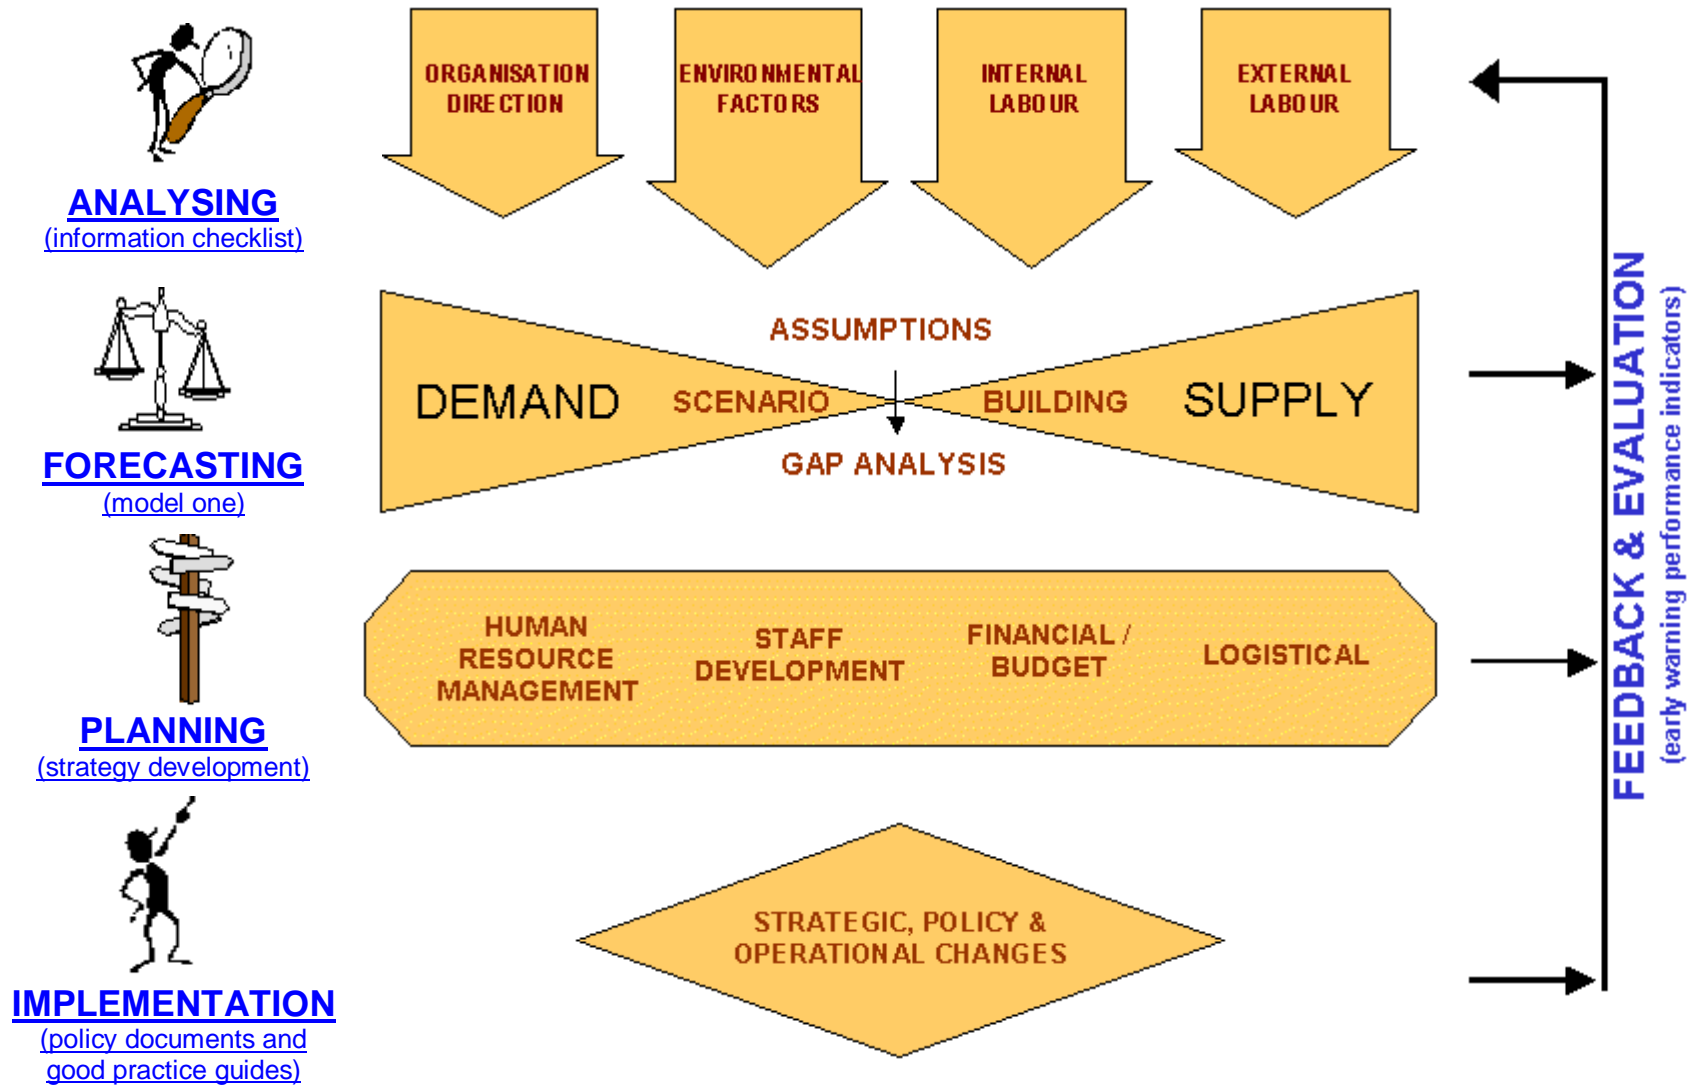 ANALYSING
(information checklist)
ORGANISATION
DIRECTION
ENVIRONMENTAL
FACTORS
INTERNAL
LABOUR
EXTERNAL
LABOUR
FORECASTING
(model one)
ASSUMPTIONS
DEMAND
SCENARIO
BUILDING
SUPPLY
GAP ANALYSIS
PLANNING
(strategy development)
HUMAN
RESOURCE
MANAGEMENT
STAFF
DEVELOPMENT
FINANCIAL /
BUDGET
LOGISTICAL
IMPLEMENTATION
(policy documents and
good practice guides)
STRATEGIC, POLICY &
OPERATIONAL CHANGES
FEEDBACK & EVALUATION
(early warning performance indicators)